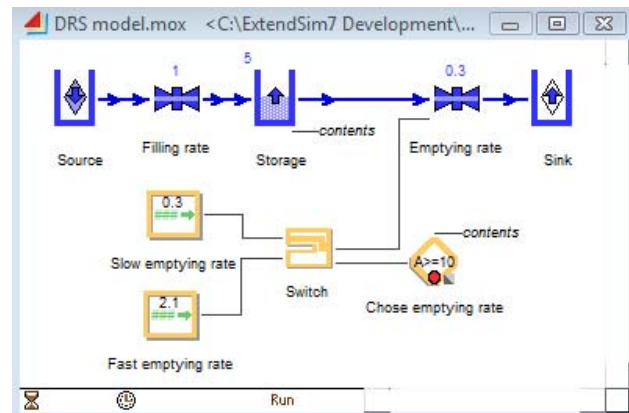 DRS model.mox <C:\ExtendSim7 Development\...
1
5
0.3
contents
Source
Filling rate
Storage
Emptying rate
Sink
0.3
###
Slow emptying rate
Switch
contents
A>=10
Chose emptying rate
2.1
###
Fast emptying rate
Run